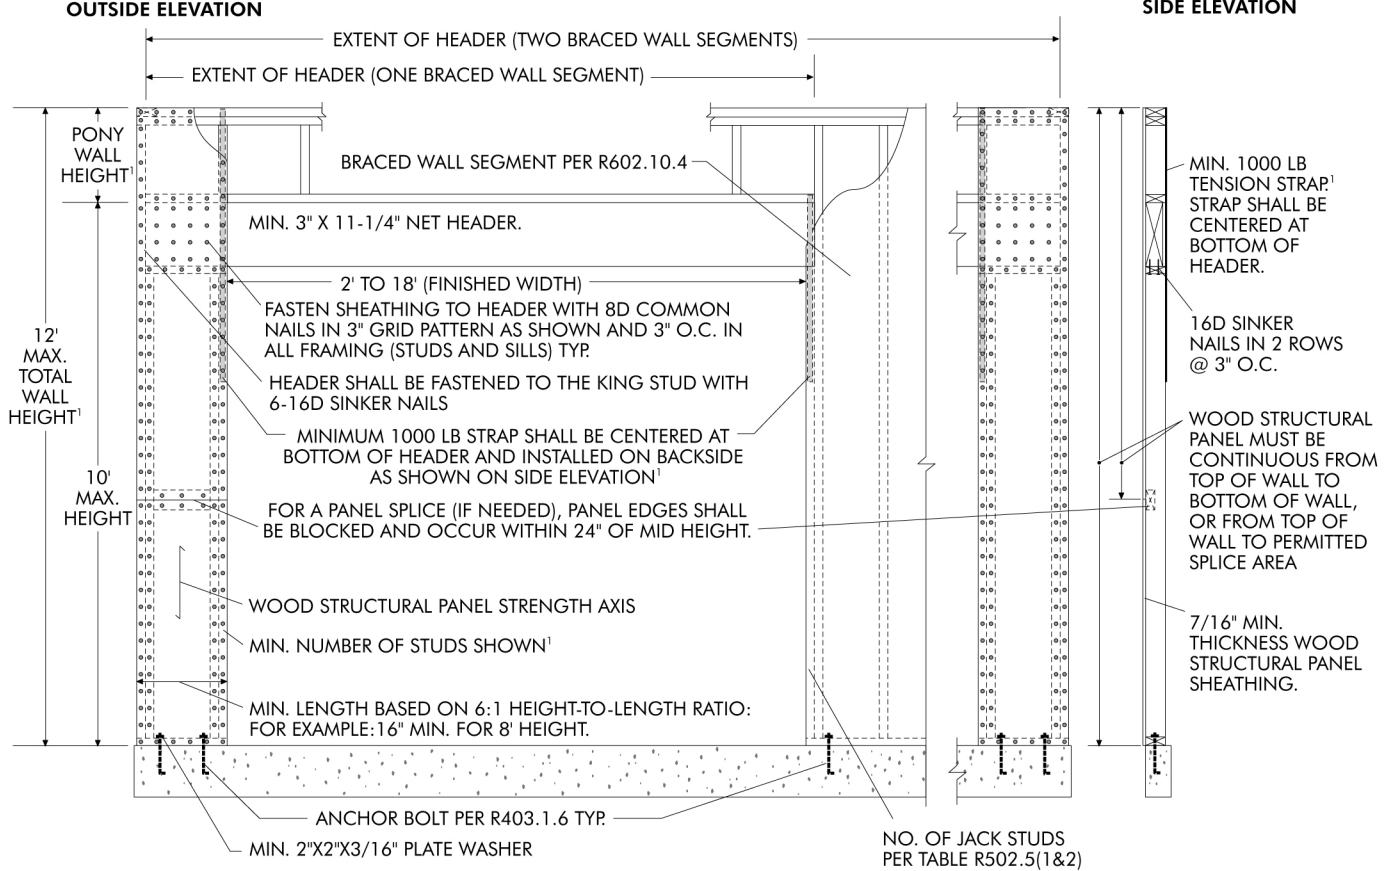 OUTSIDE ELEVATION
SIDE ELEVATION
EXTENT OF HEADER (TWO BRACED WALL SEGMENTS)
EXTENT OF HEADER (ONE BRACED WALL SEGMENT)
PONY
WALL
HEIGHT¹
BRACED WALL SEGMENT PER R602.10.4
MIN. 3" X 11-1/4" NET HEADER.
2' TO 18' (FINISHED WIDTH)
FASTEN SHEATHING TO HEADER WITH 8D COMMON
NAILS IN 3" GRID PATTERN AS SHOWN AND 3" O.C. IN
ALL FRAMING (STUDS AND SILLS) TYP.
HEADER SHALL BE FASTENED TO THE KING STUD WITH
6-16D SINKER NAILS
MINIMUM 1000 LB STRAP SHALL BE CENTERED AT
BOTTOM OF HEADER AND INSTALLED ON BACKSIDE
AS SHOWN ON SIDE ELEVATION¹
FOR A PANEL SPLICE (IF NEEDED), PANEL EDGES SHALL
BE BLOCKED AND OCCUR WITHIN 24" OF MID HEIGHT.
12'
MAX.
TOTAL
WALL
HEIGHT¹
10'
MAX.
HEIGHT
WOOD STRUCTURAL PANEL STRENGTH AXIS
MIN. NUMBER OF STUDS SHOWN¹
MIN. LENGTH BASED ON 6:1 HEIGHT-TO-LENGTH RATIO:
FOR EXAMPLE:16" MIN. FOR 8' HEIGHT.
ANCHOR BOLT PER R403.1.6 TYP.
MIN. 2"X2"X3/16" PLATE WASHER
NO. OF JACK STUDS
PER TABLE R502.5(1&2)
MIN. 1000 LB
TENSION STRAP.¹
STRAP SHALL BE
CENTERED AT
BOTTOM OF
HEADER.
16D SINKER
NAILS IN 2 ROWS
@ 3" O.C.
WOOD STRUCTURAL
PANEL MUST BE
CONTINUOUS FROM
TOP OF WALL TO
BOTTOM OF WALL,
OR FROM TOP OF
WALL TO PERMITTED
SPLICE AREA
7/16" MIN.
THICKNESS WOOD
STRUCTURAL PANEL
SHEATHING.